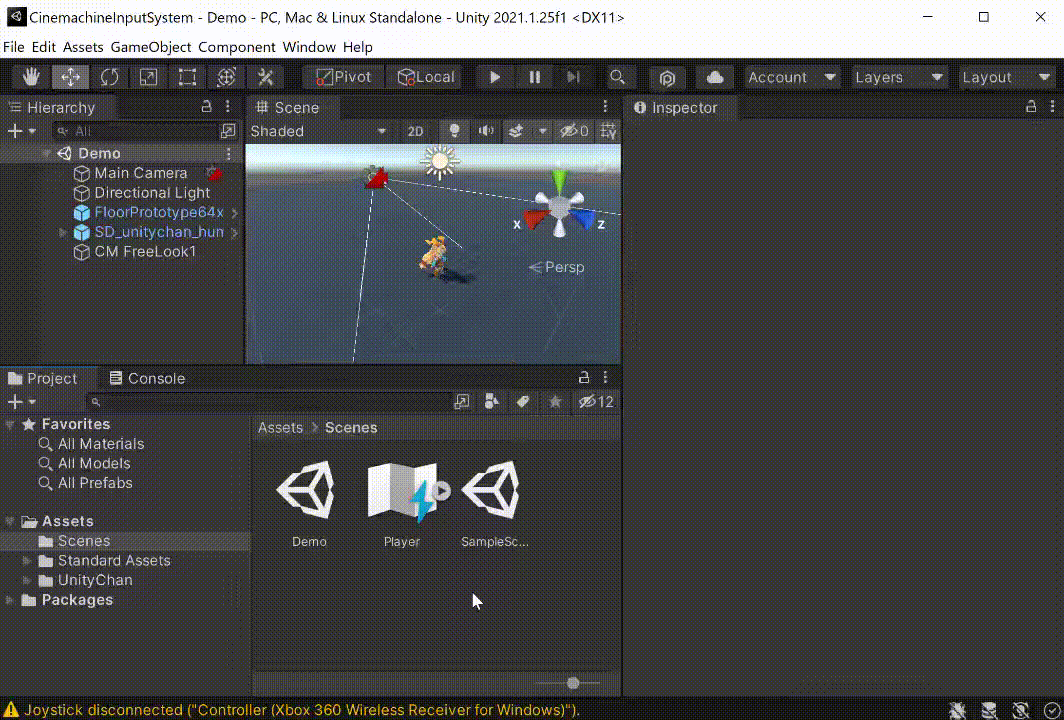 CinemachineInputSystem - Demo - PC, Mac & Linux Standalone - Unity 2021.1.25f1 <DX11>
File Edit Assets GameObject Component Window Help
Pivot Local Account Layers Layout
Hierarchy
All
Demo
Main Camera
Directional Light
FloorPrototype64x
SD_unitychan_hun
CM FreeLook1
Scene
Shaded 2D 0
x z
Persp
Inspector
Project Console
12
Favorites
All Materials
All Models
All Prefabs
Assets
Scenes
Standard Assets
UnityChan
Packages
Assets Scenes
Demo Player SampleSc...
Joystick disconnected ("Controller (Xbox 360 Wireless Receiver for Windows)").